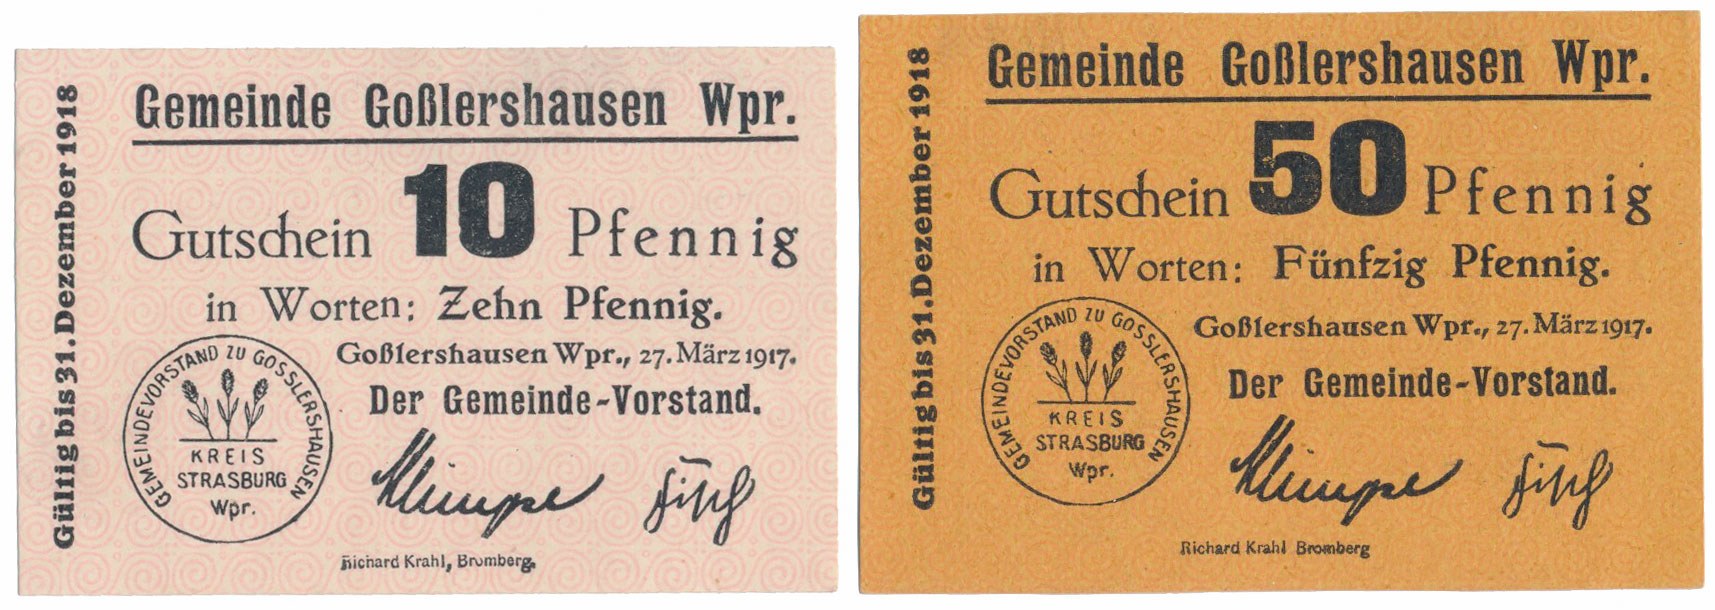 Gültig bis 31. Dezember 1918
Gemeinde Goßlershausen Wpr.
Gutschein 10 Pfennig
in Worten: Zehn Pfennig.
Goßlershausen Wpr., 27. März 1917.
Der Gemeinde-Vorstand.
GEMEINDEVORSTAND ZU GOSSLERSHAUSEN
KREIS
STRASBURG
Wpr.
Richard Krahl, Bromberg.
Gültig bis 31. Dezember 1918
Gemeinde Goßlershausen Wpr.
Gutschein 50 Pfennig
in Worten: Fünfzig Pfennig.
Goßlershausen Wpr., 27. März 1917.
Der Gemeinde-Vorstand.
GEMEINDEVORSTAND ZU GOSSLERSHAUSEN
KREIS
STRASBURG
Wpr.
Richard Krahl Bromberg